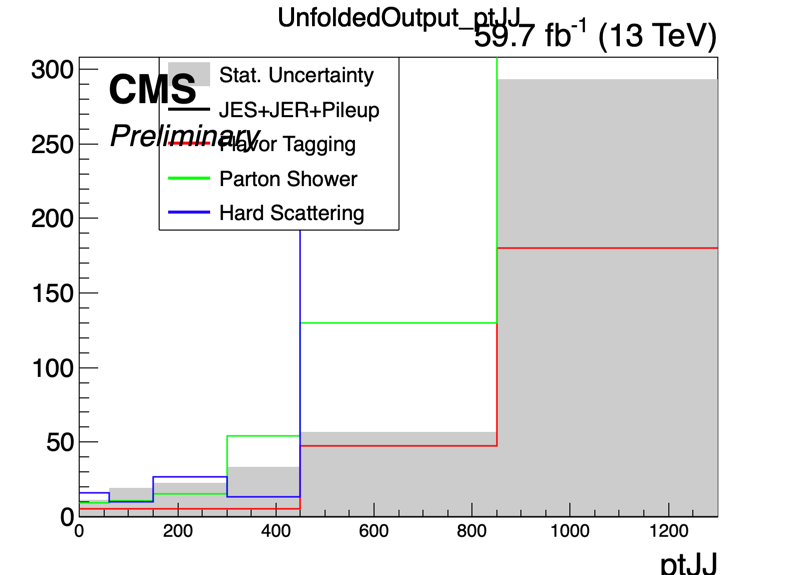 UnfoldedOutput_ptJJ
59.7 fb-1 (13 TeV)
CMS
Preliminary
Stat. Uncertainty
JES+JER+Pileup
Flavor Tagging
Parton Shower
Hard Scattering
300
250
200
150
100
50
0
0 200 400 600 800 1000 1200
ptJJ